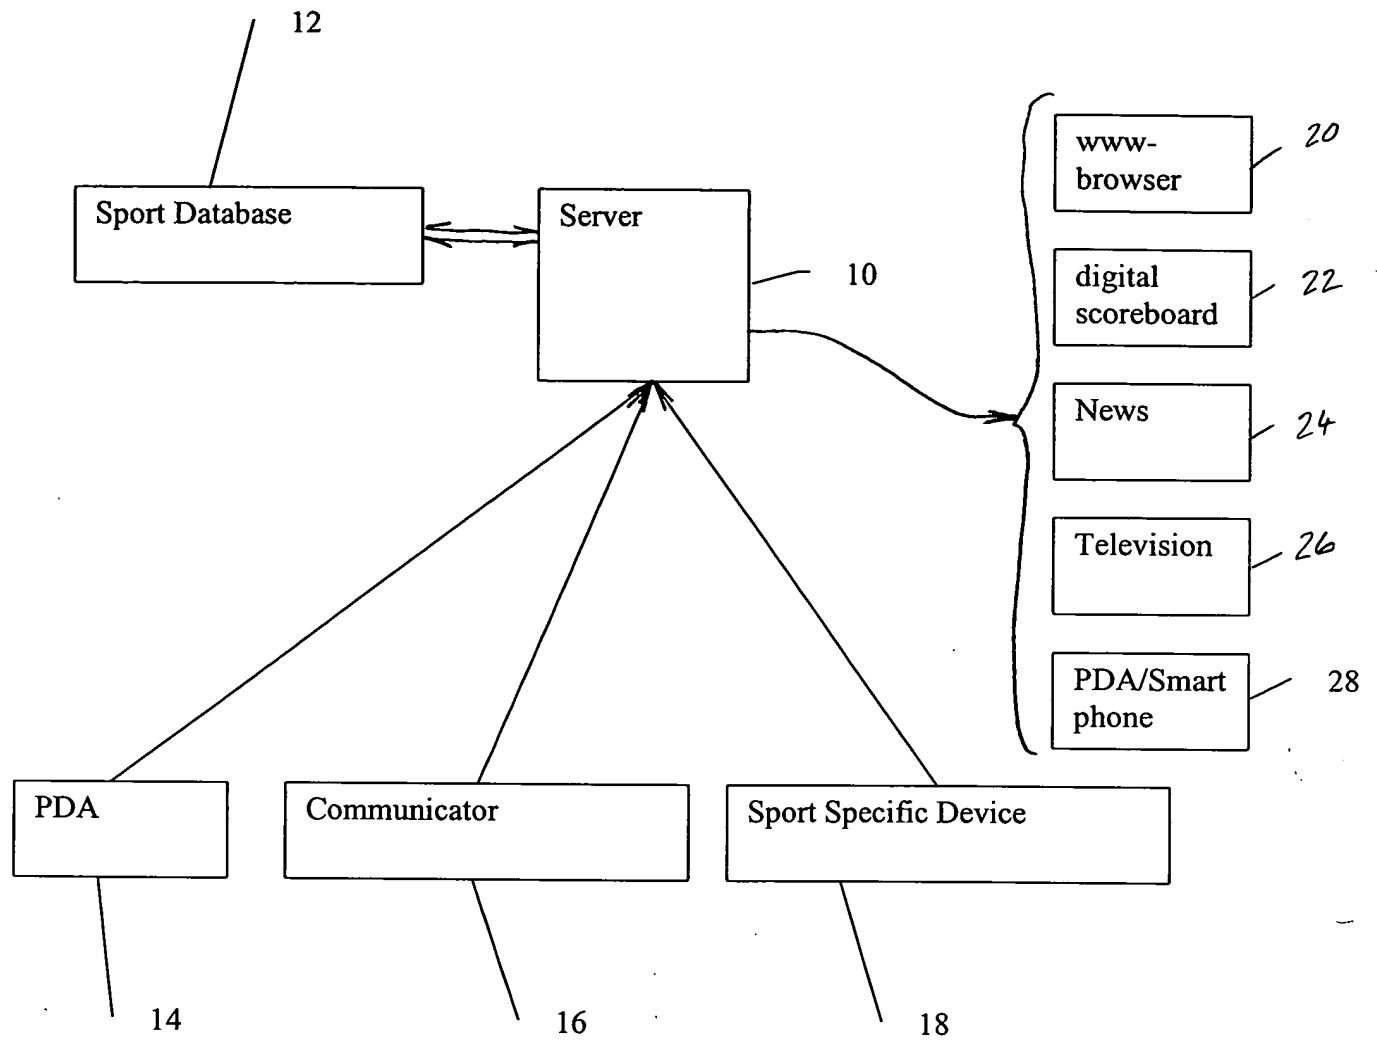 12
www-
browser
20
Sport Database
Server
10
digital
scoreboard
22
News
24
Television
26
PDA/Smart
phone
28
PDA
Communicator
Sport Specific Device
14
16
18